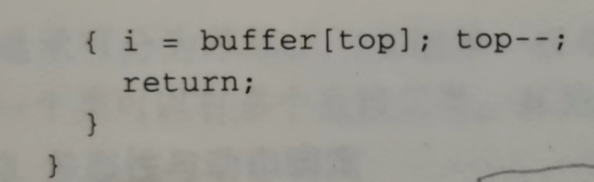 { i = buffer[top]; top--;
return;
}
}